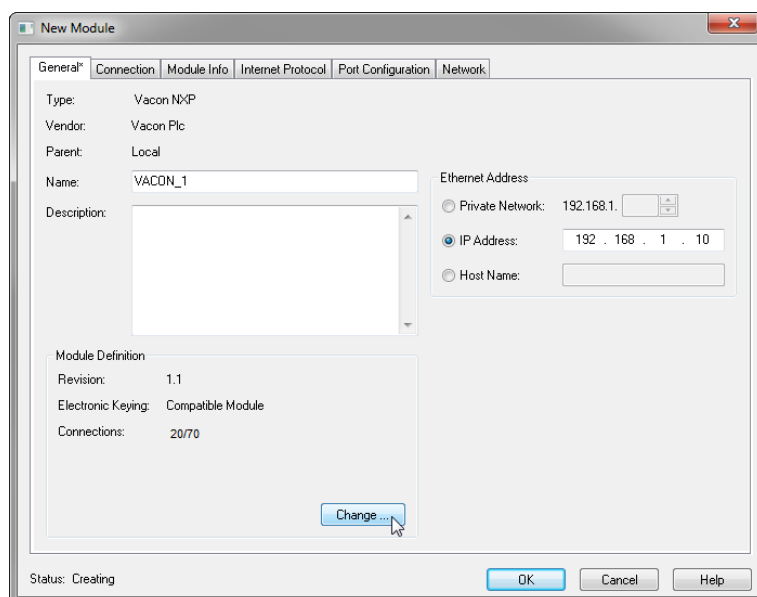 New Module
General* Connection Module Info Internet Protocol Port Configuration Network
Type: Vacon NXP
Vendor: Vacon Plc
Parent: Local
Name: VACON_1
Description:
Ethernet Address
Private Network: 192.168.1.
IP Address: 192 . 168 . 1 . 10
Host Name:
Module Definition
Revision: 1.1
Electronic Keying: Compatible Module
Connections: 20/70
Change ...
Status: Creating
OK Cancel Help